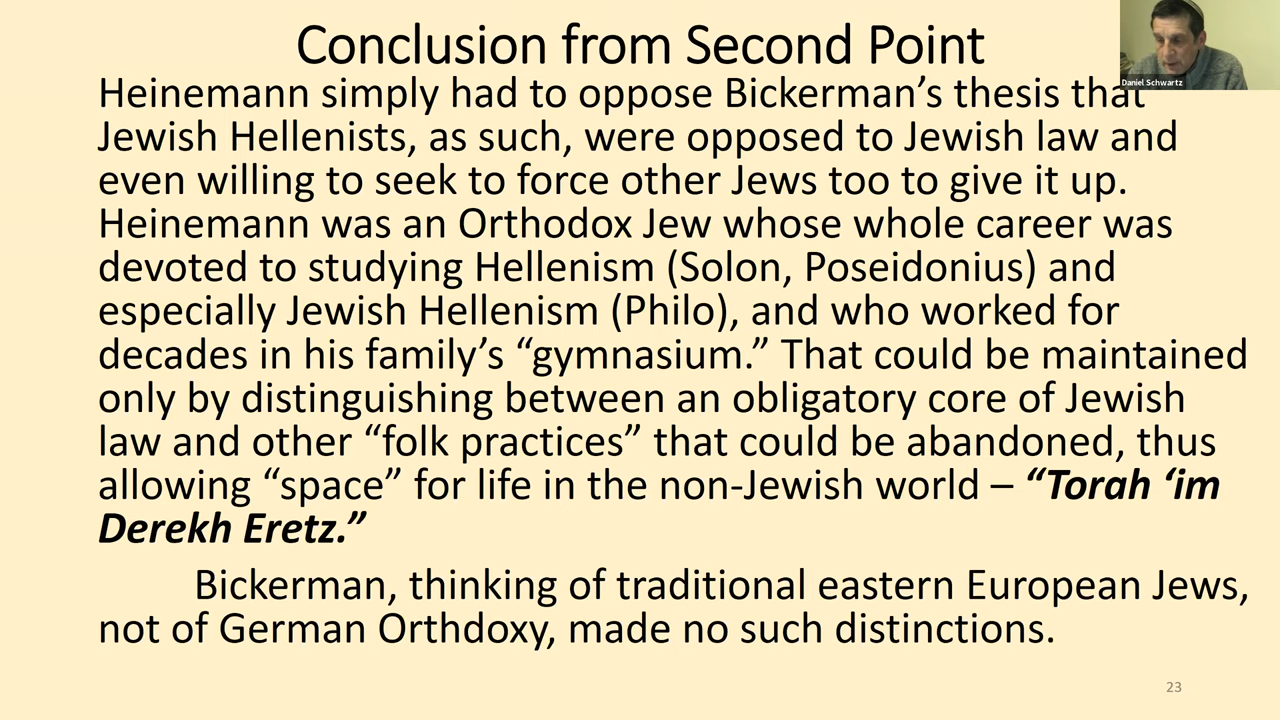 Conclusion from Second Point
Daniel Schwartz
Heinemann simply had to oppose Bickerman’s thesis that
Jewish Hellenists, as such, were opposed to Jewish law and
even willing to seek to force other Jews too to give it up.
Heinemann was an Orthodox Jew whose whole career was
devoted to studying Hellenism (Solon, Poseidonius) and
especially Jewish Hellenism (Philo), and who worked for
decades in his family’s “gymnasium.” That could be maintained
only by distinguishing between an obligatory core of Jewish
law and other “folk practices” that could be abandoned, thus
allowing “space” for life in the non-Jewish world – “Torah ‘im
Derekh Eretz.”
Bickerman, thinking of traditional eastern European Jews,
not of German Orthdoxy, made no such distinctions.
23